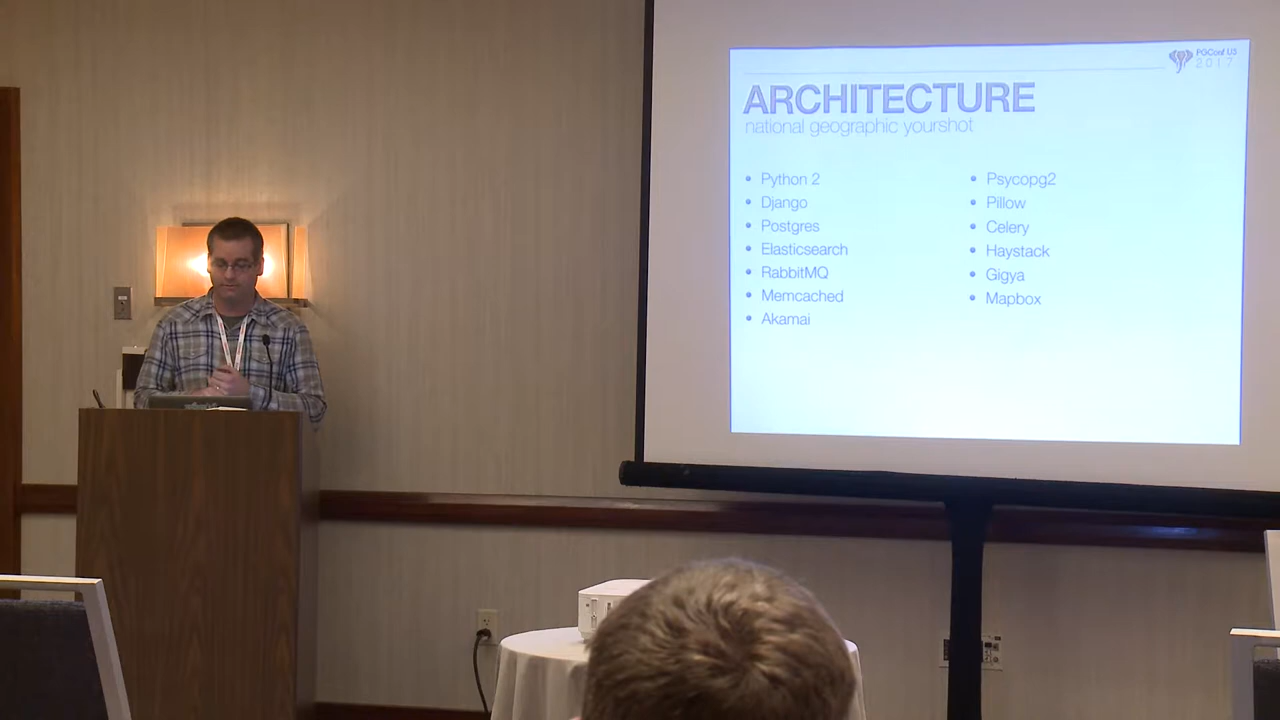 PGConf US
2017
ARCHITECTURE
national geographic yourshot
• Python 2
• Django
• Postgres
• Elasticsearch
• RabbitMQ
• Memcached
• Akamai
• Psycopg2
• Pillow
• Celery
• Haystack
• Gigya
• Mapbox